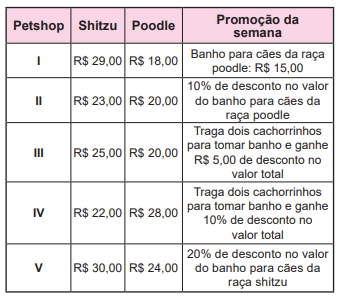 Petshop Shitzu Poodle Promoção da
semana
I R$ 29,00 R$ 18,00 Banho para cães da raça
poodle: R$ 15,00
II R$ 23,00 R$ 20,00 10% de desconto no valor
do banho para cães da
raça poodle
III R$ 25,00 R$ 20,00 Traga dois cachorrinhos
para tomar banho e ganhe
R$ 5,00 de desconto no
valor total
IV R$ 22,00 R$ 28,00 Traga dois cachorrinhos
para tomar banho e ganhe
10% de desconto no
valor total
V R$ 30,00 R$ 24,00 20% de desconto no valor
do banho para cães da
raça shitzu